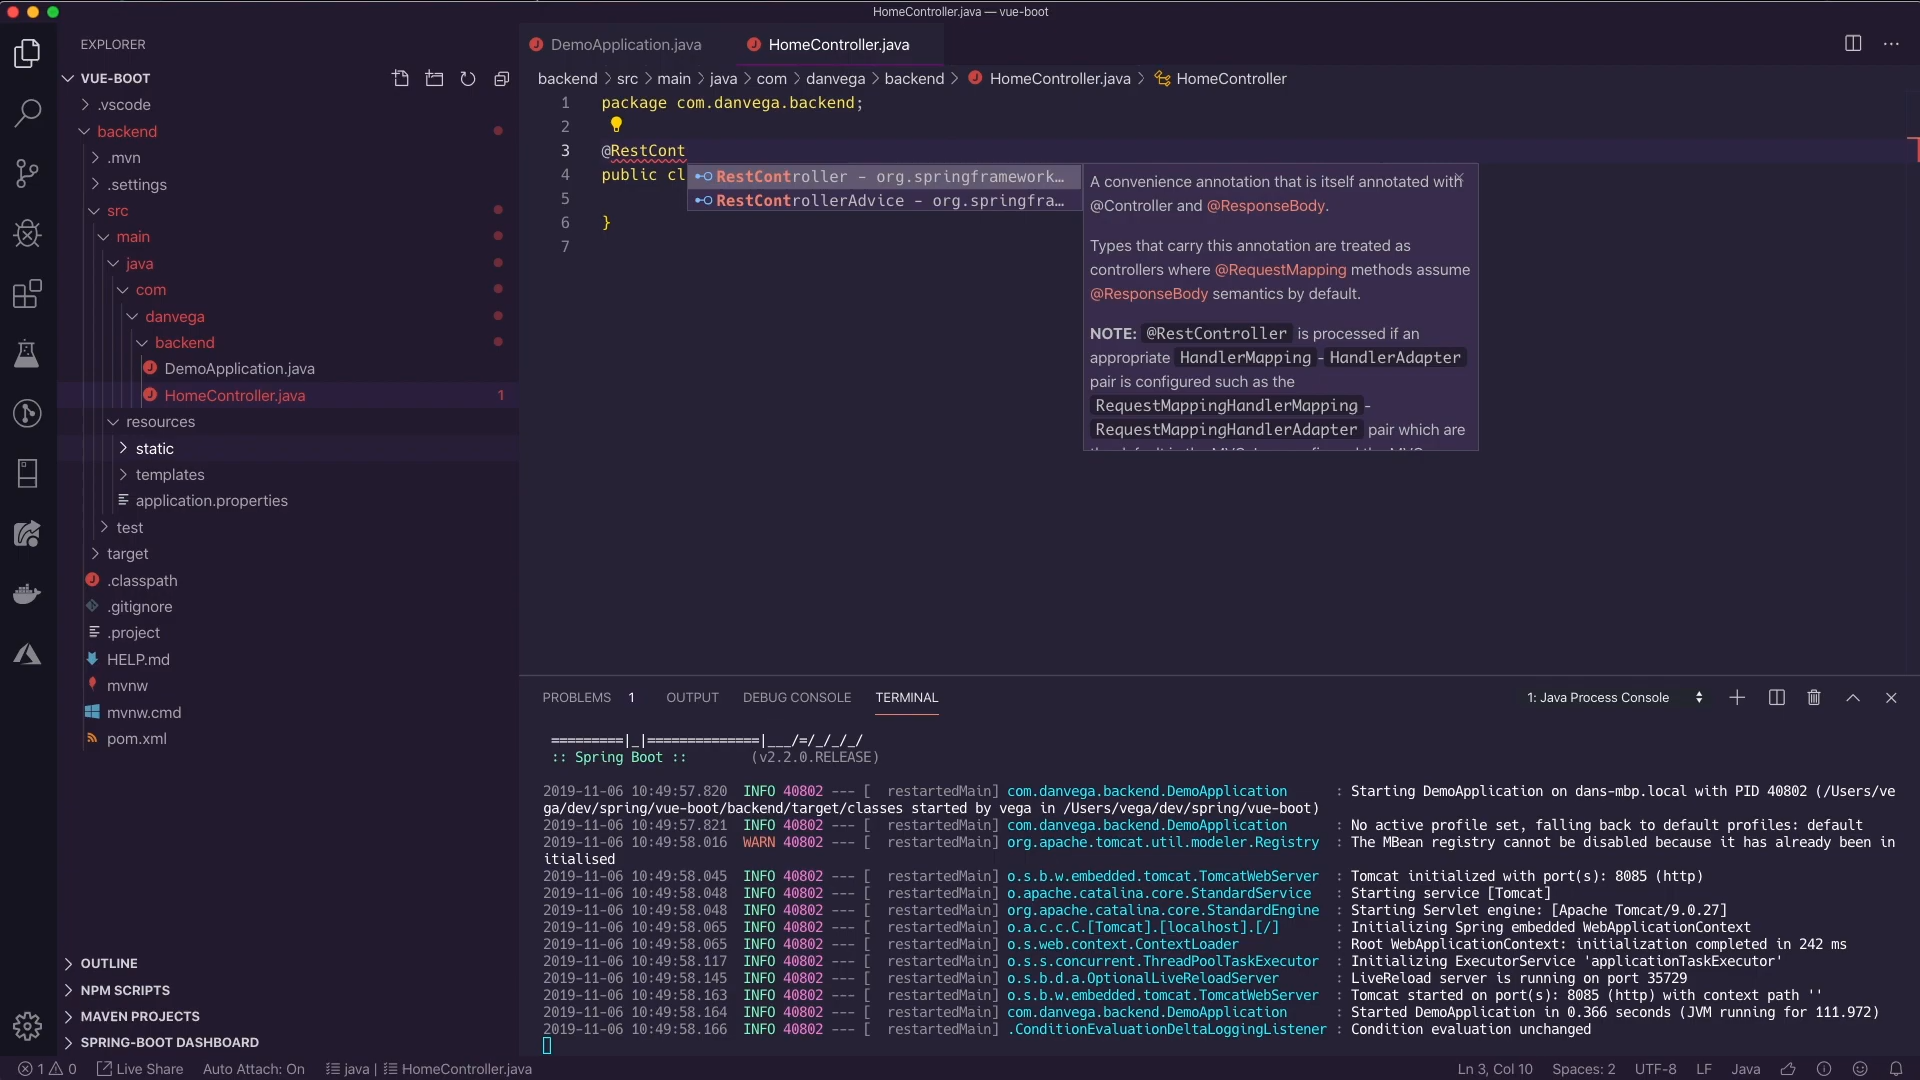 HomeController.java — vue-boot
EXPLORER
VUE-BOOT
.vscode
backend
.mvn
.settings
src
main
java
com
danvega
backend
DemoApplication.java
HomeController.java 1
resources
static
templates
application.properties
test
target
.classpath
.gitignore
.project
HELP.md
mvnw
mvnw.cmd
pom.xml
OUTLINE
NPM SCRIPTS
MAVEN PROJECTS
SPRING-BOOT DASHBOARD
DemoApplication.java HomeController.java
backend > src > main > java > com > danvega > backend > HomeController.java > HomeController
1 package com.danvega.backend;
2
3 @RestCont
4 public cl
5
6 }
7
RestController – org.springframework…
RestControllerAdvice – org.springfra…
A convenience annotation that is itself annotated with
@Controller and @ResponseBody.
Types that carry this annotation are treated as
controllers where @RequestMapping methods assume
@ResponseBody semantics by default.
NOTE: @RestController is processed if an
appropriate HandlerMapping - HandlerAdapter
pair is configured such as the
RequestMappingHandlerMapping -
RequestMappingHandlerAdapter pair which are
PROBLEMS 1 OUTPUT DEBUG CONSOLE TERMINAL 1: Java Process Console
=========|_|==============|___/=/_/_/_/
:: Spring Boot :: (v2.2.0.RELEASE)
2019-11-06 10:49:57.820 INFO 40802 --- [ restartedMain] com.danvega.backend.DemoApplication : Starting DemoApplication on dans-mbp.local with PID 40802 (/Users/ve
ga/dev/spring/vue-boot/backend/target/classes started by vega in /Users/vega/dev/spring/vue-boot)
2019-11-06 10:49:57.821 INFO 40802 --- [ restartedMain] com.danvega.backend.DemoApplication : No active profile set, falling back to default profiles: default
2019-11-06 10:49:58.016 WARN 40802 --- [ restartedMain] org.apache.tomcat.util.modeler.Registry : The MBean registry cannot be disabled because it has already been in
itialised
2019-11-06 10:49:58.045 INFO 40802 --- [ restartedMain] o.s.b.w.embedded.tomcat.TomcatWebServer : Tomcat initialized with port(s): 8085 (http)
2019-11-06 10:49:58.048 INFO 40802 --- [ restartedMain] o.apache.catalina.core.StandardService : Starting service [Tomcat]
2019-11-06 10:49:58.048 INFO 40802 --- [ restartedMain] org.apache.catalina.core.StandardEngine : Starting Servlet engine: [Apache Tomcat/9.0.27]
2019-11-06 10:49:58.065 INFO 40802 --- [ restartedMain] o.a.c.c.C.[Tomcat].[localhost].[/] : Initializing Spring embedded WebApplicationContext
2019-11-06 10:49:58.065 INFO 40802 --- [ restartedMain] o.s.web.context.ContextLoader : Root WebApplicationContext: initialization completed in 242 ms
2019-11-06 10:49:58.117 INFO 40802 --- [ restartedMain] o.s.s.concurrent.ThreadPoolTaskExecutor : Initializing ExecutorService 'applicationTaskExecutor'
2019-11-06 10:49:58.145 INFO 40802 --- [ restartedMain] o.s.b.d.a.OptionalLiveReloadServer : LiveReload server is running on port 35729
2019-11-06 10:49:58.163 INFO 40802 --- [ restartedMain] o.s.b.w.embedded.tomcat.TomcatWebServer : Tomcat started on port(s): 8085 (http) with context path ''
2019-11-06 10:49:58.164 INFO 40802 --- [ restartedMain] com.danvega.backend.DemoApplication : Started DemoApplication in 0.366 seconds (JVM running for 111.972)
2019-11-06 10:49:58.166 INFO 40802 --- [ restartedMain] .ConditionEvaluationDeltaLoggingListener : Condition evaluation unchanged
1 0 Live Share Auto Attach: On java | HomeController.java Ln 3, Col 10 Spaces: 2 UTF-8 LF Java